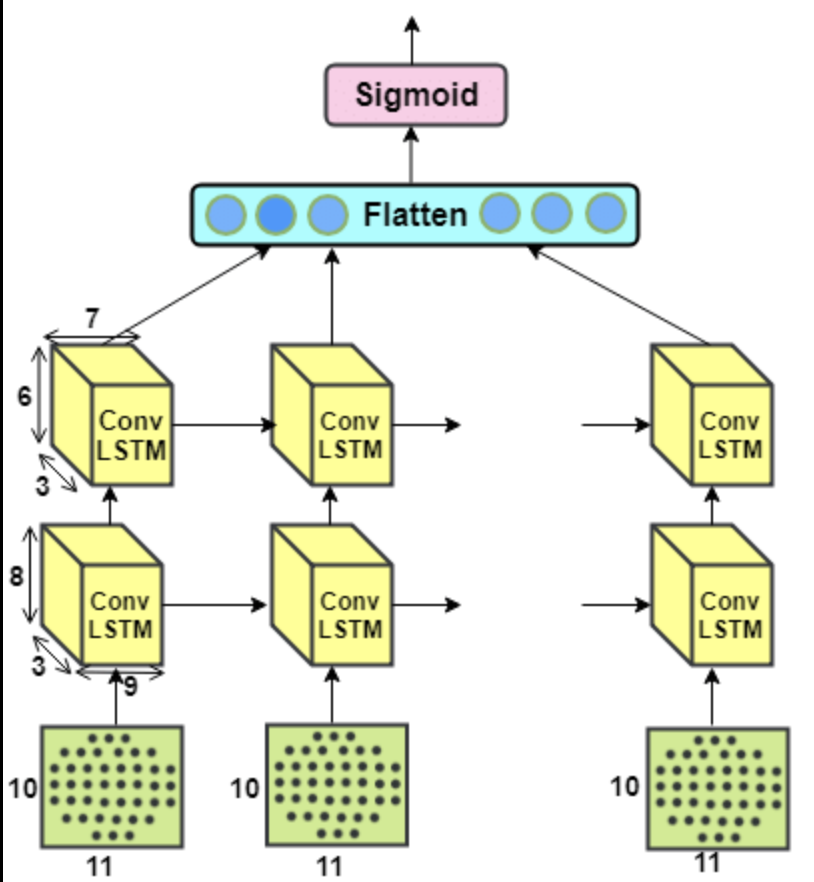 Sigmoid
Flatten
7
6
3
Conv
LSTM
Conv
LSTM
Conv
LSTM
8
3
9
Conv
LSTM
Conv
LSTM
Conv
LSTM
10
11
10
11
10
11